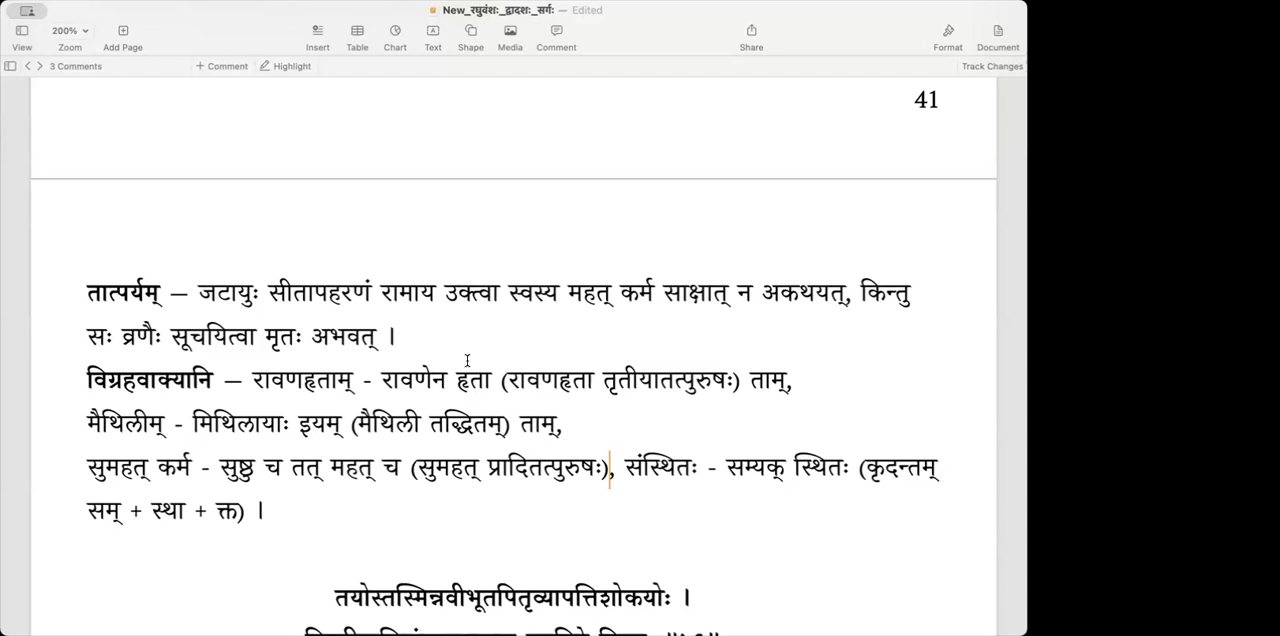 New_रघुवंशः_द्वादश_सर्गः — Edited
200%
View Zoom Add Page Insert Table Chart Text Shape Media Comment Share Format Document
3 Comments + Comment Highlight Track Changes
41
तात्पर्यम् – जटायुः सीतापहरणं रामाय उक्त्वा स्वस्य महत् कर्म साक्षात् न अकथयत्, किन्तु
सः व्रणैः सूचयित्वा मृतः अभवत् ।
विग्रहवाक्यानि – रावणहृताम् - रावणेन हृता (रावणहृता तृतीयातत्पुरुषः) ताम्,
मैथिलीम् - मिथिलायाः इयम् (मैथिली तद्धितम्) ताम्,
सुमहत् कर्म - सुष्ठु च तत् महत् च (सुमहत् प्रादितत्पुरुषः), संस्थितः - सम्यक् स्थितः (कृदन्तम्
सम् + स्था + क्त) ।
तयोस्तस्मिन्नवीभूतपितृव्यापत्तिशोकयोः ।